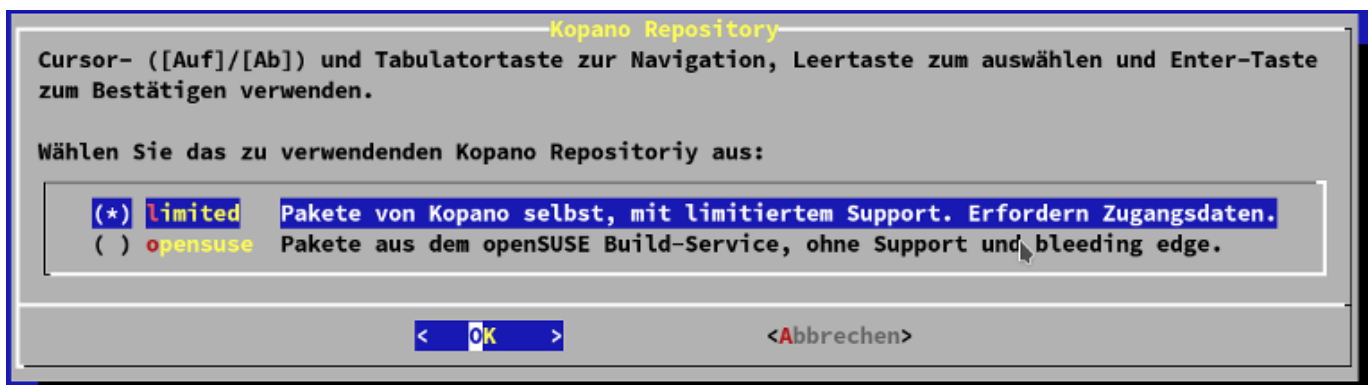 Kopano Repository
Cursor- ([Auf]/[Ab]) und Tabulatortaste zur Navigation, Leertaste zum auswählen und Enter-Taste
zum Bestätigen verwenden.
Wählen Sie das zu verwendenden Kopano Repositoriy aus:
(*) limited Pakete von Kopano selbst, mit limitiertem Support. Erfordern Zugangsdaten.
( ) opensuse Pakete aus dem openSUSE Build-Service, ohne Support und bleeding edge.
< OK > <Abbrechen>